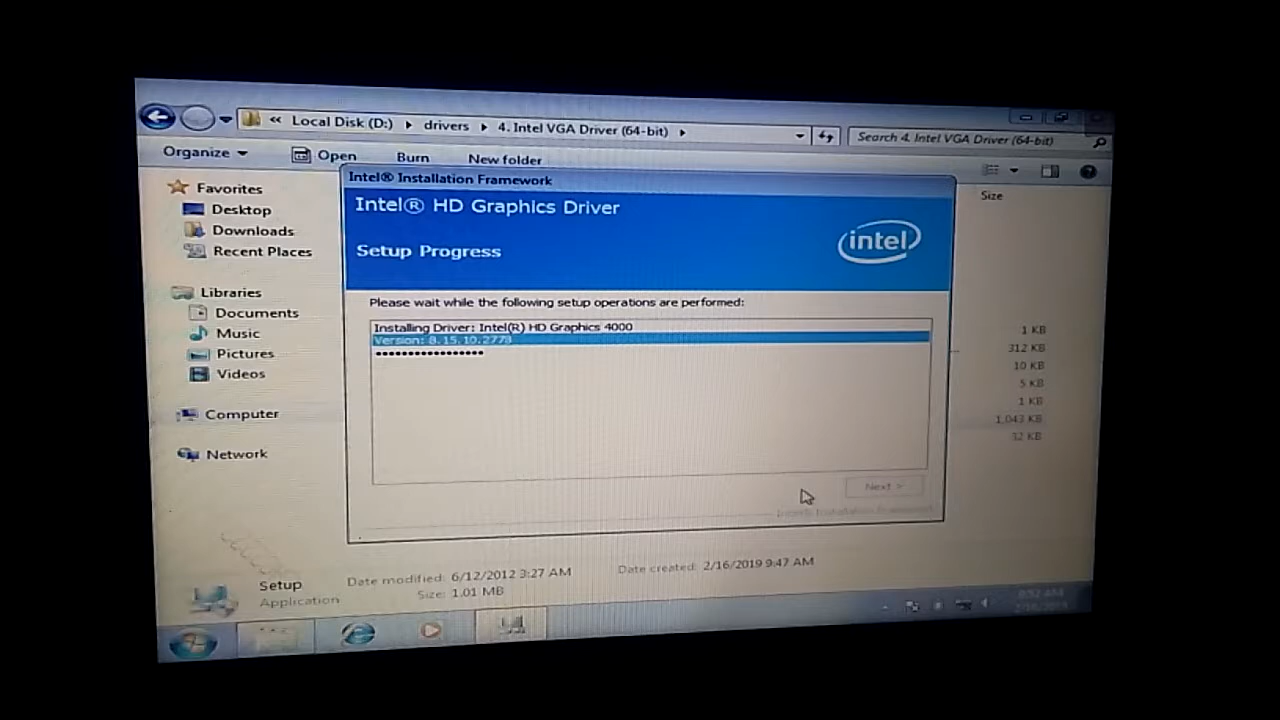 « Local Disk (D:) ▸ drivers ▸ 4. Intel VGA Driver (64-bit) ▸
Search 4. Intel VGA Driver (64-bit)
Organize Open Burn New folder
Favorites
Desktop
Downloads
Recent Places
Libraries
Documents
Music
Pictures
Videos
Computer
Network
Intel® Installation Framework
Intel® HD Graphics Driver
intel
Setup Progress
Please wait while the following setup operations are performed:
Installing Driver: Intel(R) HD Graphics 4000
Version: 8.15.10.2778
Next >
Intel® Installation Framework
Size
1 KB
312 KB
10 KB
5 KB
1 KB
1,043 KB
32 KB
Setup
Application
Date modified: 6/12/2012 3:27 AM
Size: 1.01 MB
Date created: 2/16/2019 9:47 AM